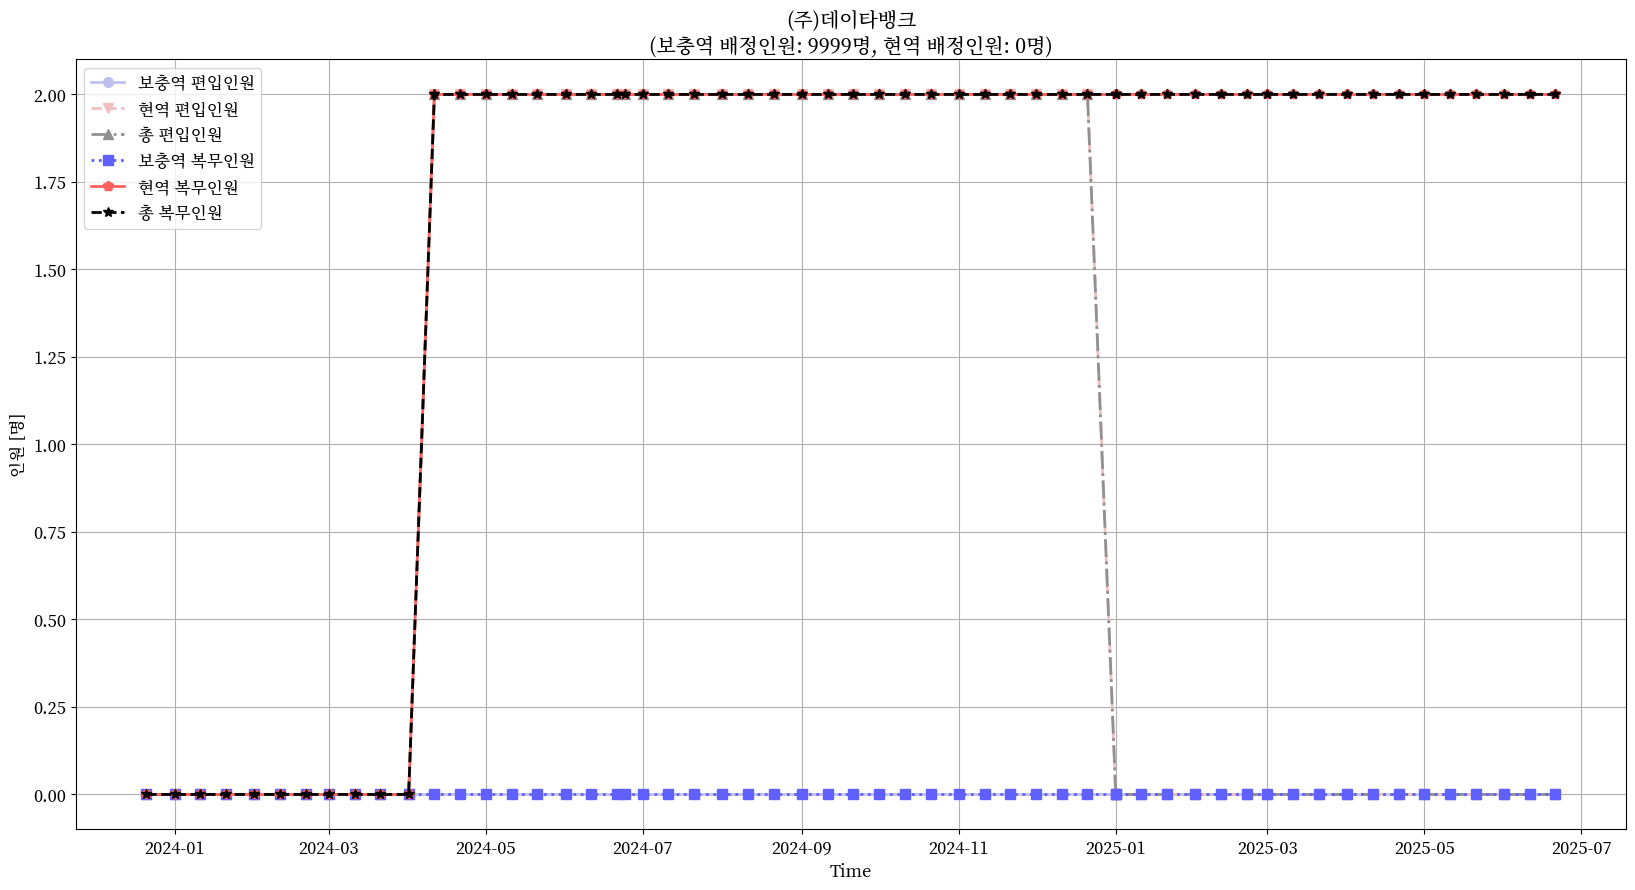 (주)데이타뱅크
(보충역 배정인원: 9999명, 현역 배정인원: 0명)
보충역 편입인원
현역 편입인원
총 편입인원
보충역 복무인원
현역 복무인원
총 복무인원
2.00
1.75
1.50
1.25
1.00
0.75
0.50
0.25
0.00
인원 [명]
2024-01
2024-03
2024-05
2024-07
2024-09
2024-11
2025-01
2025-03
2025-05
2025-07
Time